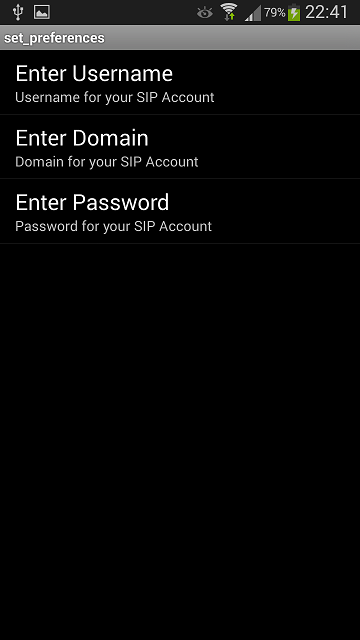 79% 22:41
set_preferences
Enter Username
Username for your SIP Account
Enter Domain
Domain for your SIP Account
Enter Password
Password for your SIP Account